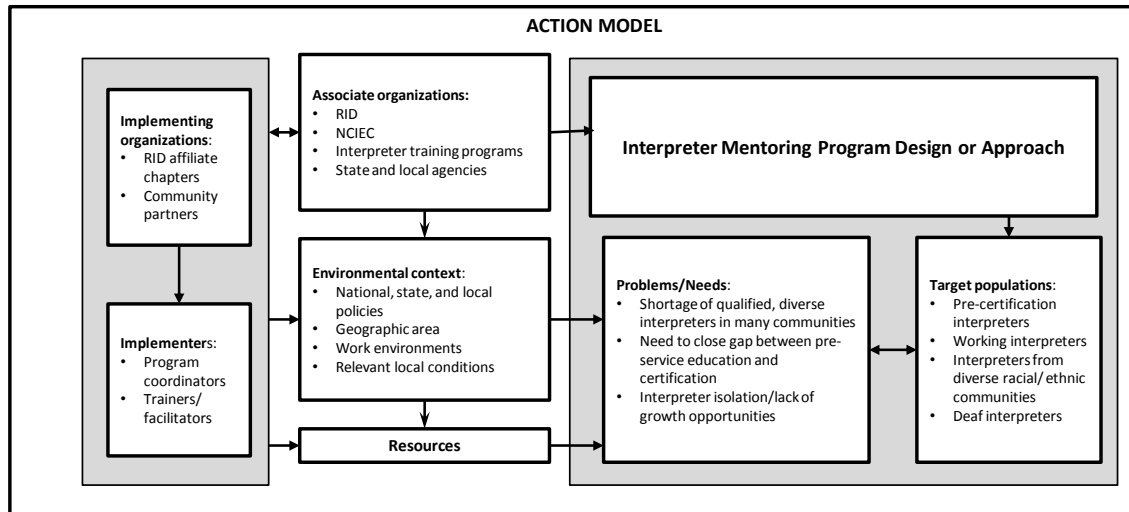 ACTION MODEL
Implementing
organizations:
• RID affiliate
chapters
• Community
partners
Implementers:
• Program
coordinators
• Trainers/
facilitators
Associate organizations:
• RID
• NCIEC
• Interpreter training programs
• State and local agencies
Environmental context:
• National, state, and local
policies
• Geographic area
• Work environments
• Relevant local conditions
Resources
Interpreter Mentoring Program Design or Approach
Problems/Needs:
• Shortage of qualified, diverse
interpreters in many communities
• Need to close gap between pre-
service education and
certification
• Interpreter isolation/lack of
growth opportunities
Target populations:
• Pre-certification
interpreters
• Working interpreters
• Interpreters from
diverse racial/ ethnic
communities
• Deaf interpreters